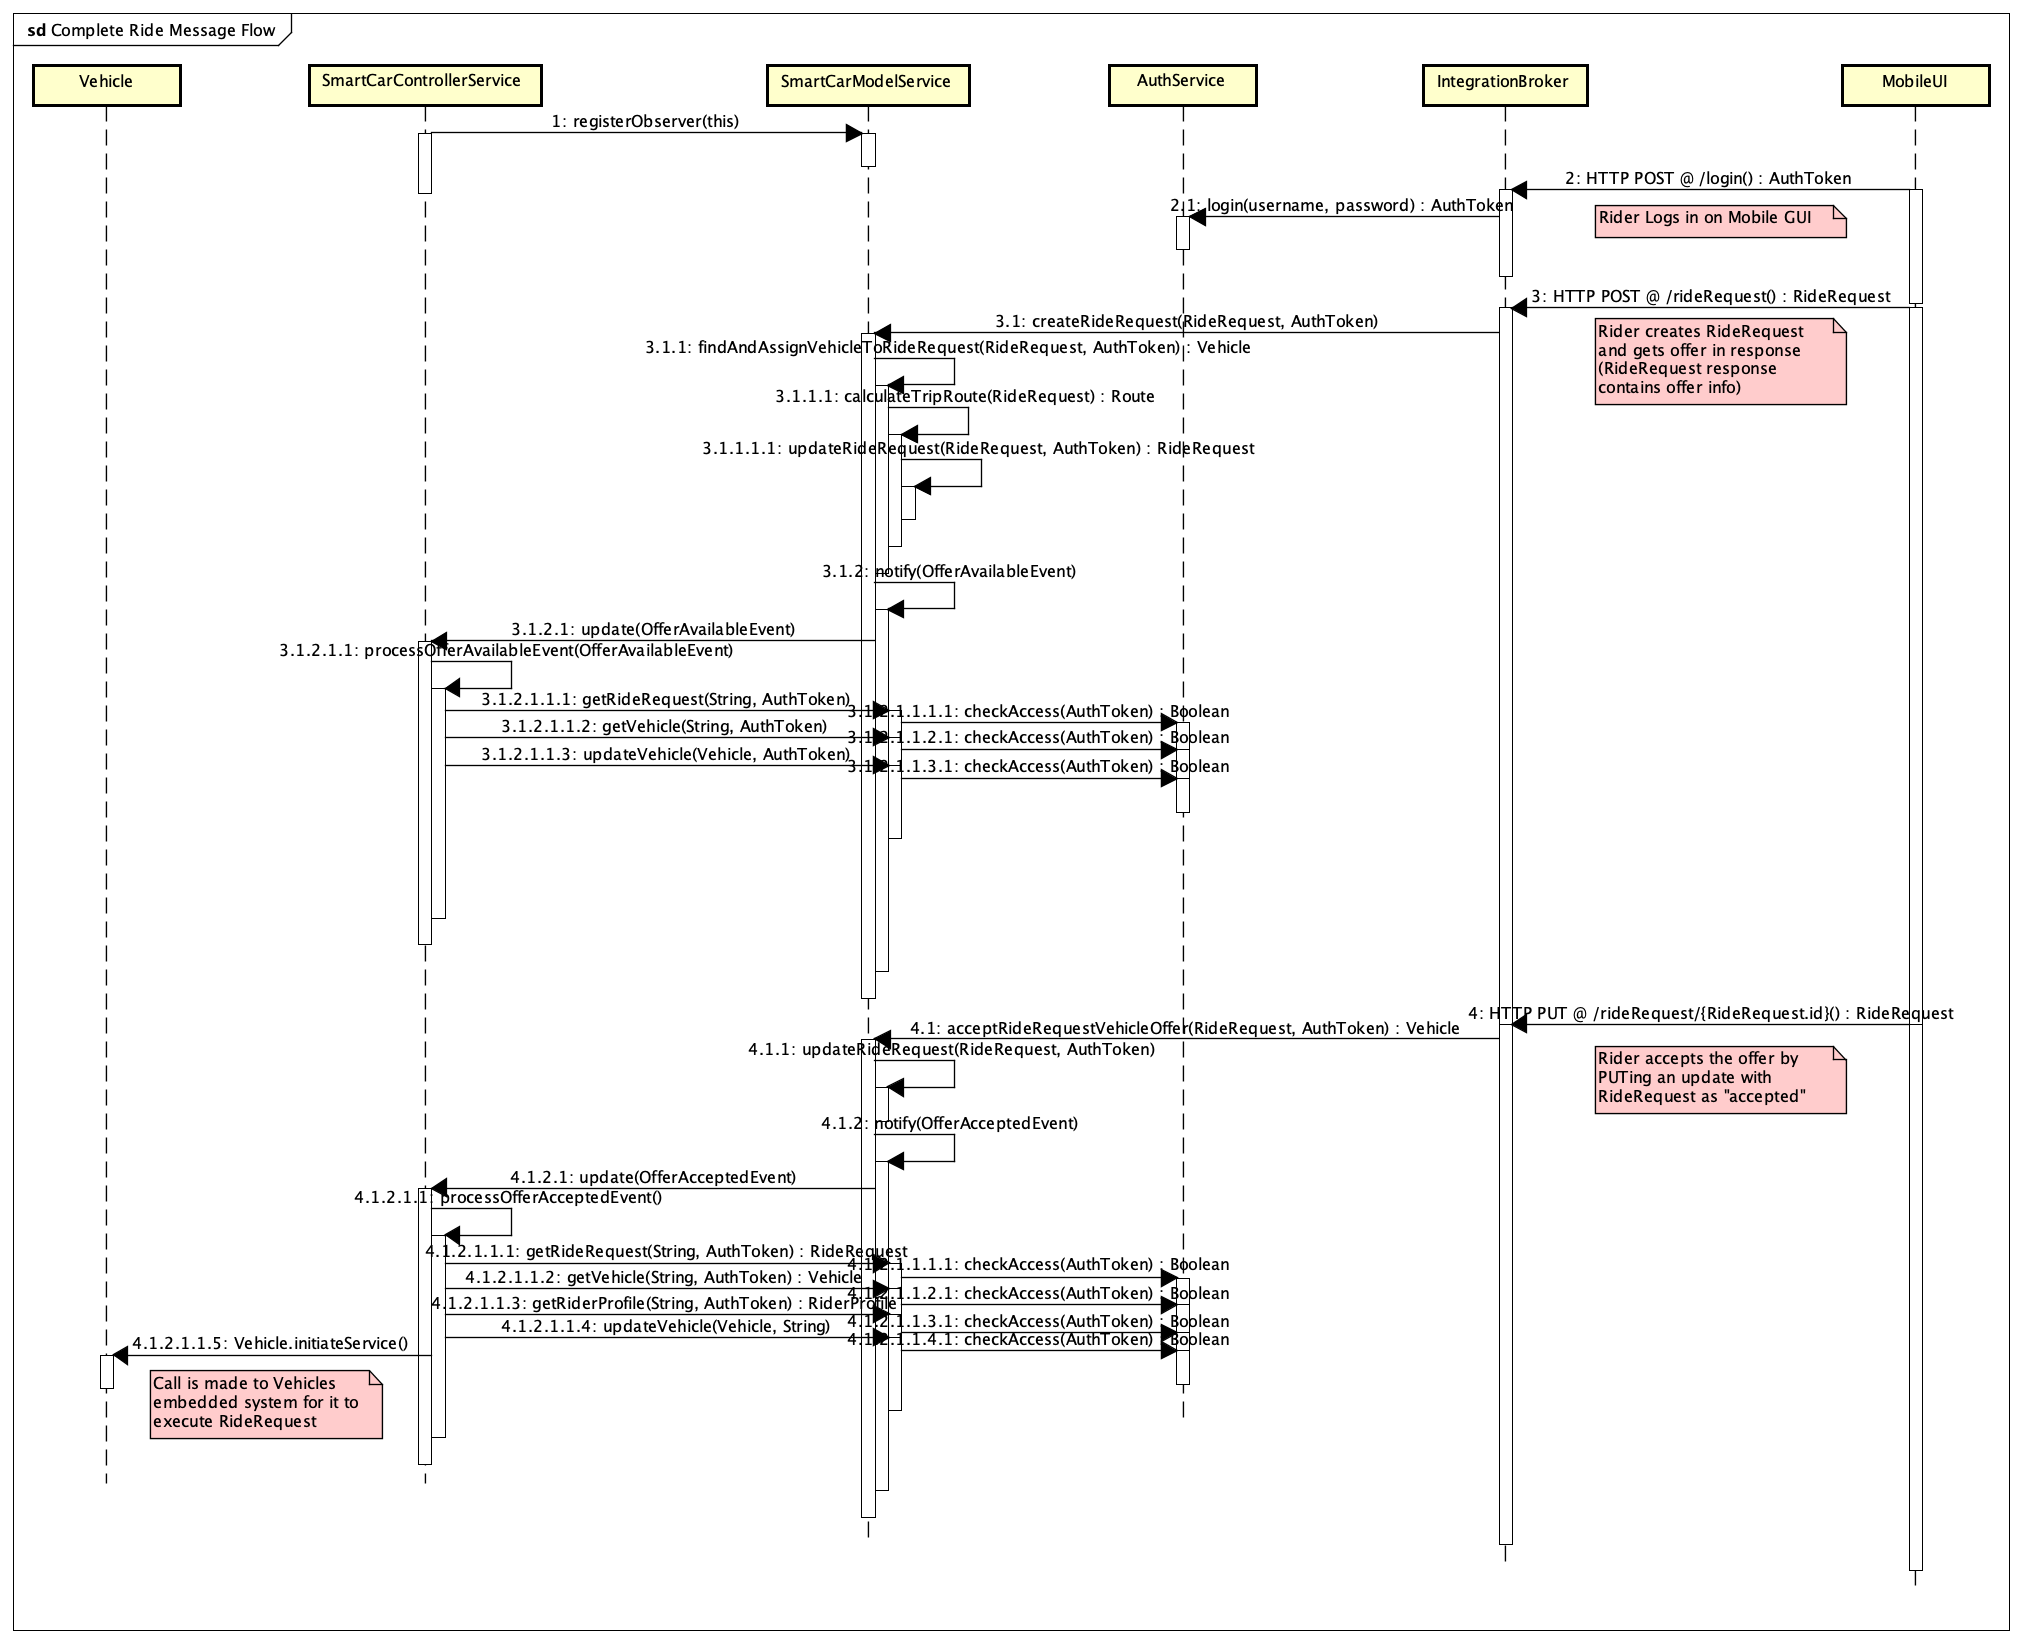 sd Complete Ride Message Flow
Vehicle
SmartCarControllerService
SmartCarModelService
AuthService
IntegrationBroker
MobileUI
1: registerObserver(this)
2: HTTP POST @ /login() : AuthToken
2.1: login(username, password) : AuthToken
Rider Logs in on Mobile GUI
3: HTTP POST @ /rideRequest() : RideRequest
3.1: createRideRequest(RideRequest, AuthToken)
Rider creates RideRequest
and gets offer in response
(RideRequest response
contains offer info)
3.1.1: findAndAssignVehicleToRideRequest(RideRequest, AuthToken) : Vehicle
3.1.1.1: calculateTripRoute(RideRequest) : Route
3.1.1.1.1: updateRideRequest(RideRequest, AuthToken) : RideRequest
3.1.2: notify(OfferAvailableEvent)
3.1.2.1: update(OfferAvailableEvent)
3.1.2.1.1: processOfferAvailableEvent(OfferAvailableEvent)
3.1.2.1.1.1: getRideRequest(String, AuthToken)
3.1.2.1.1.1.1: checkAccess(AuthToken) : Boolean
3.1.2.1.1.2: getVehicle(String, AuthToken)
3.1.2.1.1.2.1: checkAccess(AuthToken) : Boolean
3.1.2.1.1.3: updateVehicle(Vehicle, AuthToken)
3.1.2.1.1.3.1: checkAccess(AuthToken) : Boolean
4: HTTP PUT @ /rideRequest/{RideRequest.id}() : RideRequest
4.1: acceptRideRequestVehicleOffer(RideRequest, AuthToken) : Vehicle
Rider accepts the offer by
PUTing an update with
RideRequest as "accepted"
4.1.1: updateRideRequest(RideRequest, AuthToken)
4.1.2: notify(OfferAcceptedEvent)
4.1.2.1: update(OfferAcceptedEvent)
4.1.2.1.1: processOfferAcceptedEvent()
4.1.2.1.1.1: getRideRequest(String, AuthToken) : RideRequest
4.1.2.1.1.1.1: checkAccess(AuthToken) : Boolean
4.1.2.1.1.2: getVehicle(String, AuthToken) : Vehicle
4.1.2.1.1.2.1: checkAccess(AuthToken) : Boolean
4.1.2.1.1.3: getRiderProfile(String, AuthToken) : RiderProfile
4.1.2.1.1.3.1: checkAccess(AuthToken) : Boolean
4.1.2.1.1.4: updateVehicle(Vehicle, String)
4.1.2.1.1.4.1: checkAccess(AuthToken) : Boolean
4.1.2.1.1.5: Vehicle.initiateService()
Call is made to Vehicles
embedded system for it to
execute RideRequest